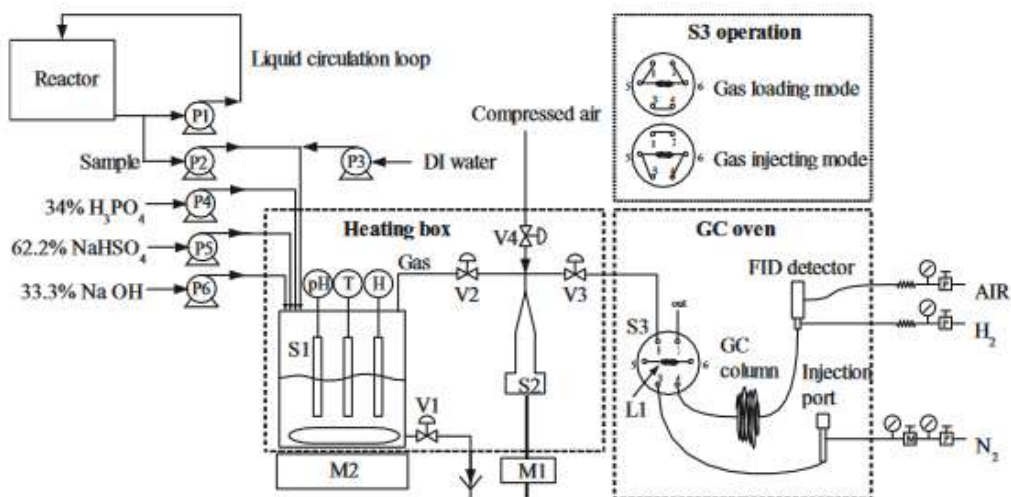 S3 operation
Reactor
Liquid circulation loop
5
6
Gas loading mode
P1
Compressed air
Sample
P2
P3
DI water
5
6
Gas injecting mode
34% H3PO4
P4
62.2% NaHSO4
P5
Heating box
V4
GC oven
33.3% Na OH
P6
pH
T
H
Gas
V2
V3
FID detector
AIR
out
H2
S1
S3
5
6
GC
column
Injection
port
S2
L1
V1
M
N2
M2
M1